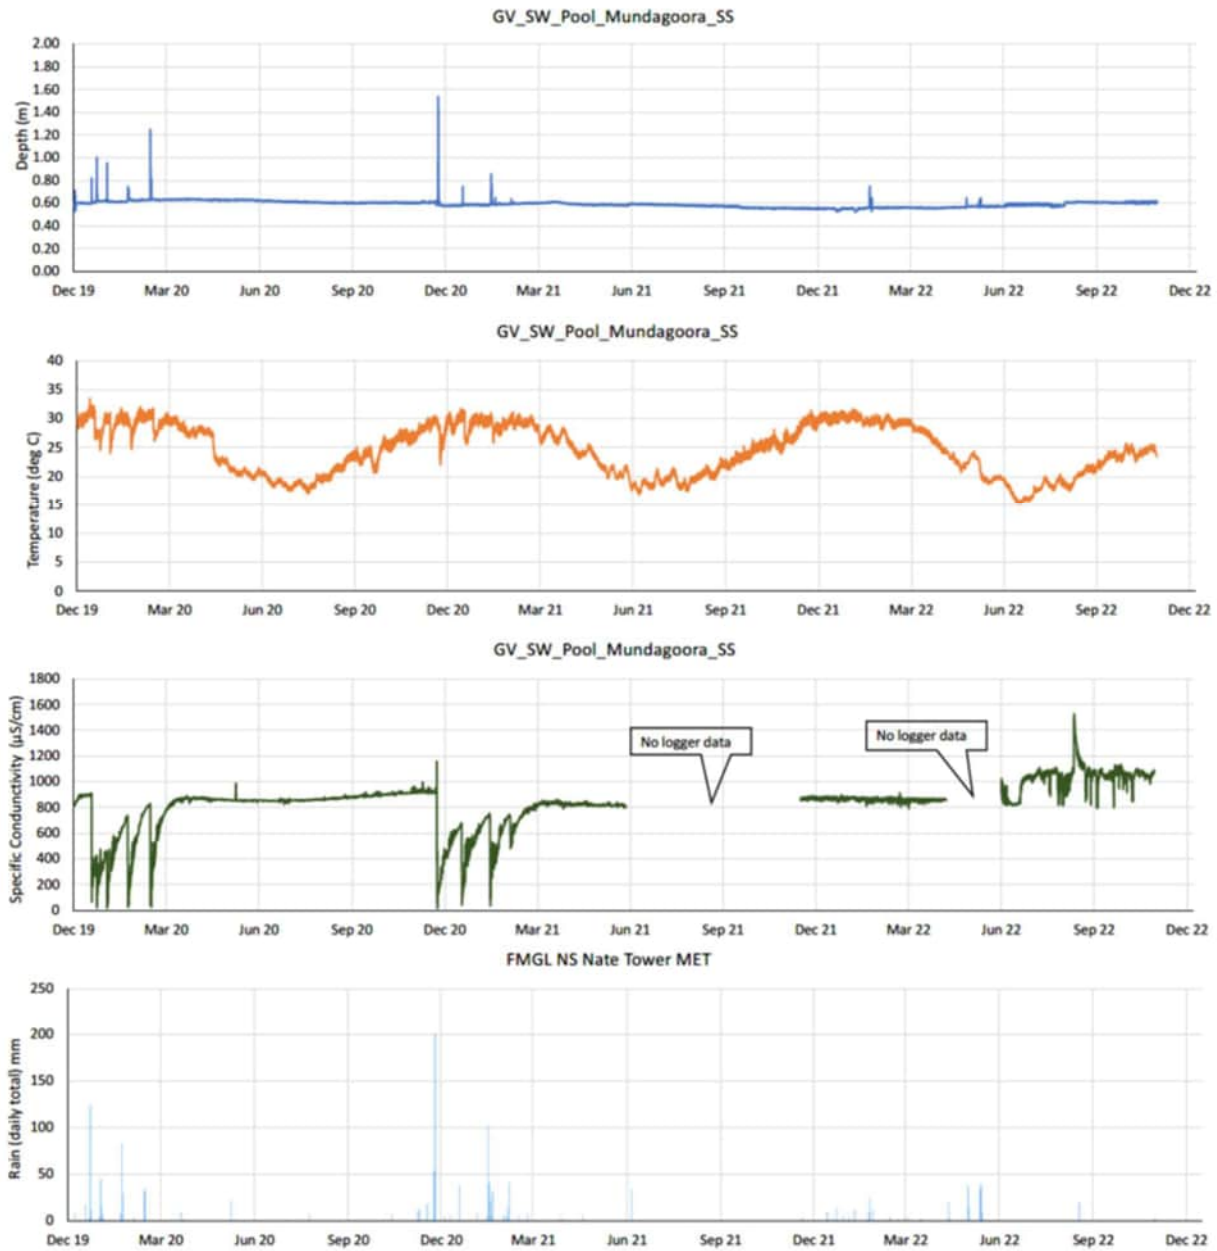 GV_SW_Pool_Mundagoora_SS
Depth (m)
2.00
1.80
1.60
1.40
1.20
1.00
0.80
0.60
0.40
0.20
0.00
Dec 19 Mar 20 Jun 20 Sep 20 Dec 20 Mar 21 Jun 21 Sep 21 Dec 21 Mar 22 Jun 22 Sep 22 Dec 22
GV_SW_Pool_Mundagoora_SS
Temperature (deg C)
40
35
30
25
20
15
10
5
0
Dec 19 Mar 20 Jun 20 Sep 20 Dec 20 Mar 21 Jun 21 Sep 21 Dec 21 Mar 22 Jun 22 Sep 22 Dec 22
GV_SW_Pool_Mundagoora_SS
Specific Condunctivity (µS/cm)
1800
1600
1400
1200
1000
800
600
400
200
0
No logger data
No logger data
Dec 19 Mar 20 Jun 20 Sep 20 Dec 20 Mar 21 Jun 21 Sep 21 Dec 21 Mar 22 Jun 22 Sep 22 Dec 22
FMGL NS Nate Tower MET
Rain (daily total) mm
250
200
150
100
50
0
Dec 19 Mar 20 Jun 20 Sep 20 Dec 20 Mar 21 Jun 21 Sep 21 Dec 21 Mar 22 Jun 22 Sep 22 Dec 22